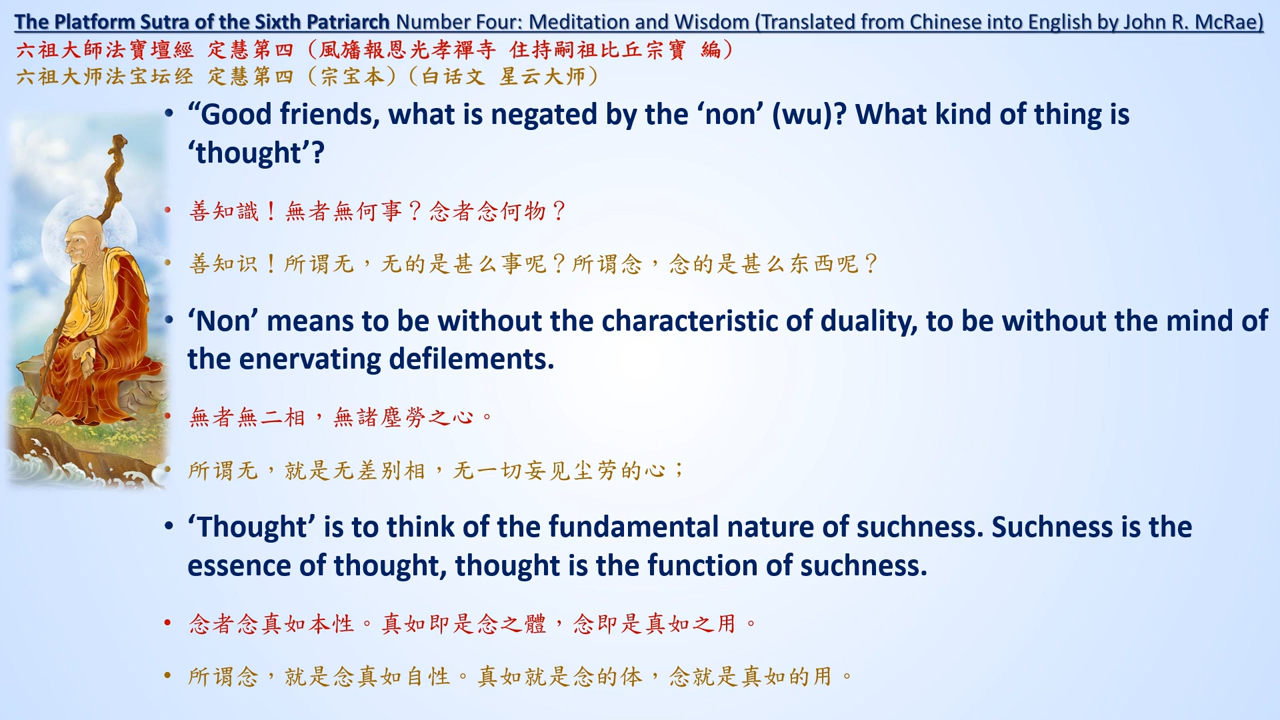 The Platform Sutra of the Sixth Patriarch Number Four: Meditation and Wisdom (Translated from Chinese into English by John R. McRae)
六祖大師法寶壇經 定慧第四 (風旛報恩光孝禪寺 住持嗣祖比丘宗寶 編)
六祖大师法宝坛经 定慧第四 (宗宝本) (白话文 星云大师)
• “Good friends, what is negated by the ‘non’ (wu)? What kind of thing is
‘thought’?
• 善知識！無者無何事？念者念何物？
• 善知识！所谓无，无的是甚么事呢？所谓念，念的是甚么东西呢？
• ‘Non’ means to be without the characteristic of duality, to be without the mind of
the enervating defilements.
• 無者無二相，無諸塵勞之心。
• 所谓无，就是无差别相，无一切妄见尘劳的心；
• ‘Thought’ is to think of the fundamental nature of suchness. Suchness is the
essence of thought, thought is the function of suchness.
• 念者念真如本性。真如即是念之體，念即是真如之用。
• 所谓念，就是念真如自性。真如就是念的体，念就是真如的用。